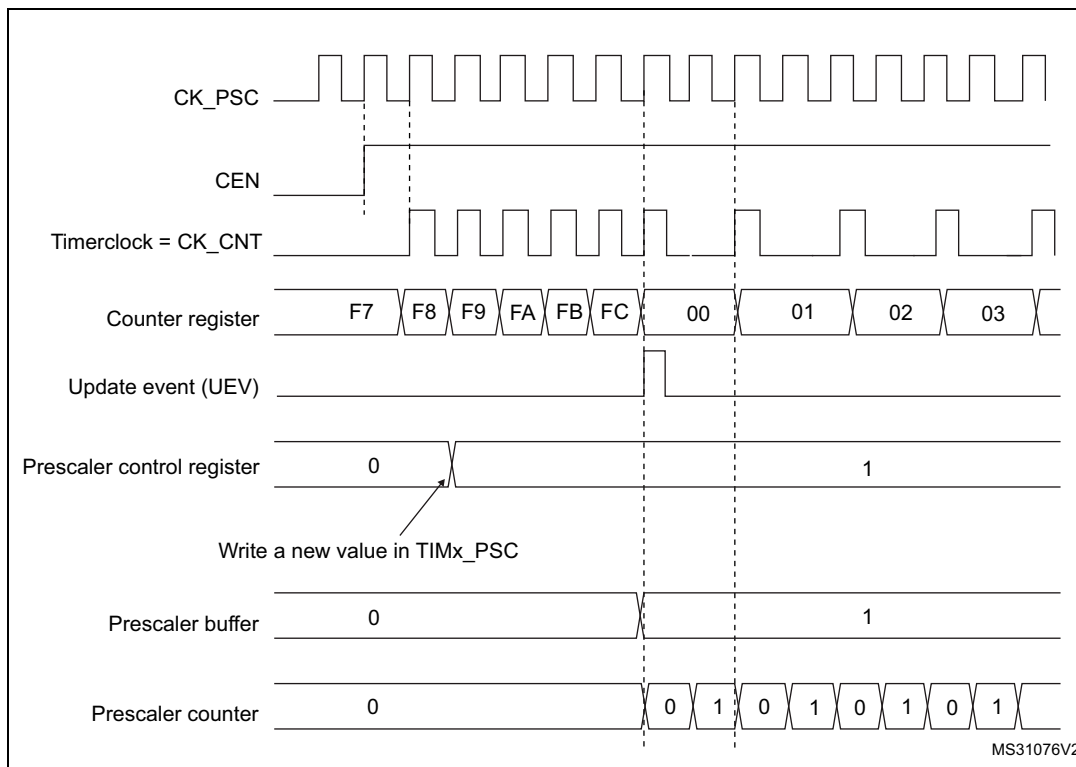 CK_PSC
CEN
Timerclock = CK_CNT
Counter register F7 F8 F9 FA FB FC 00 01 02 03
Update event (UEV)
Prescaler control register 0 1
Write a new value in TIMx_PSC
Prescaler buffer 0 1
Prescaler counter 0 0 1 0 1 0 1 0 1
MS31076V2